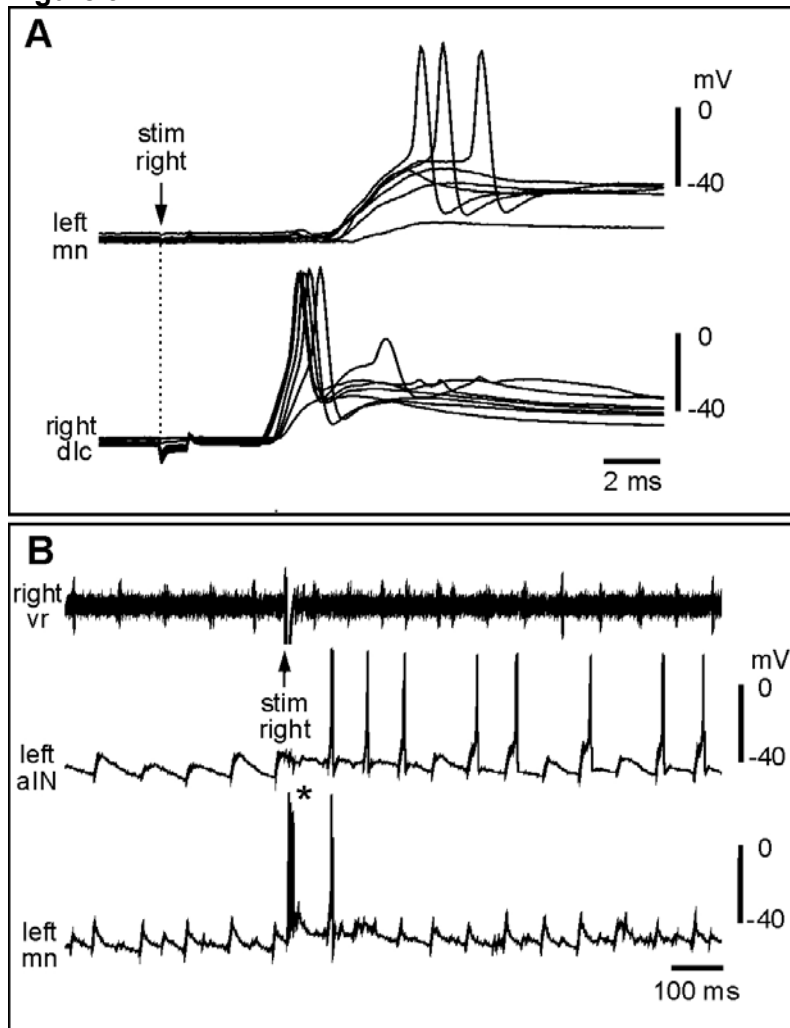 A
mV
0
-40
stim
right
left
mn
0
-40
right
dlc
2 ms
B
right
vr
stim
right
mV
0
-40
left
aIN
*
0
-40
left
mn
100 ms